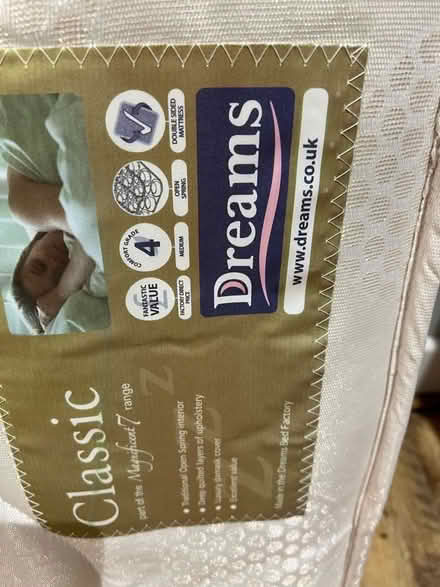 Classic
part of the Magnificent 7 range
• Traditional Open Spring interior
• Deep quilted layers of upholstery
• Luxury damask cover
• Excellent value
Made in the Dreams Bed Factory
FANTASTIC
VALUE
£
FACTORY DIRECT
PRICE
COMFORT GRADE
4
MEDIUM
OPEN
SPRING
DOUBLE SIDED
MATTRESS
Dreams
www.dreams.co.uk